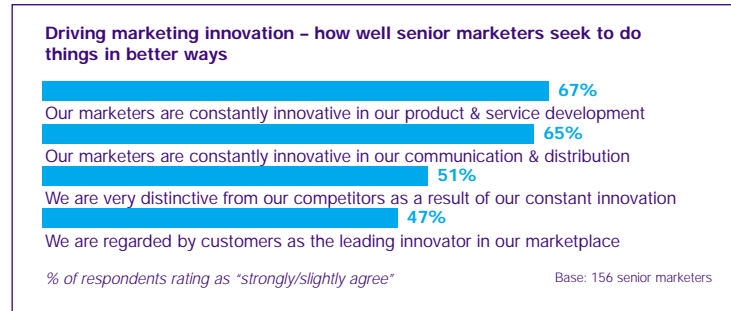 Driving marketing innovation – how well senior marketers seek to do
things in better ways
67%
Our marketers are constantly innovative in our product & service development
65%
Our marketers are constantly innovative in our communication & distribution
51%
We are very distinctive from our competitors as a result of our constant innovation
47%
We are regarded by customers as the leading innovator in our marketplace
% of respondents rating as “strongly/slightly agree”
Base: 156 senior marketers